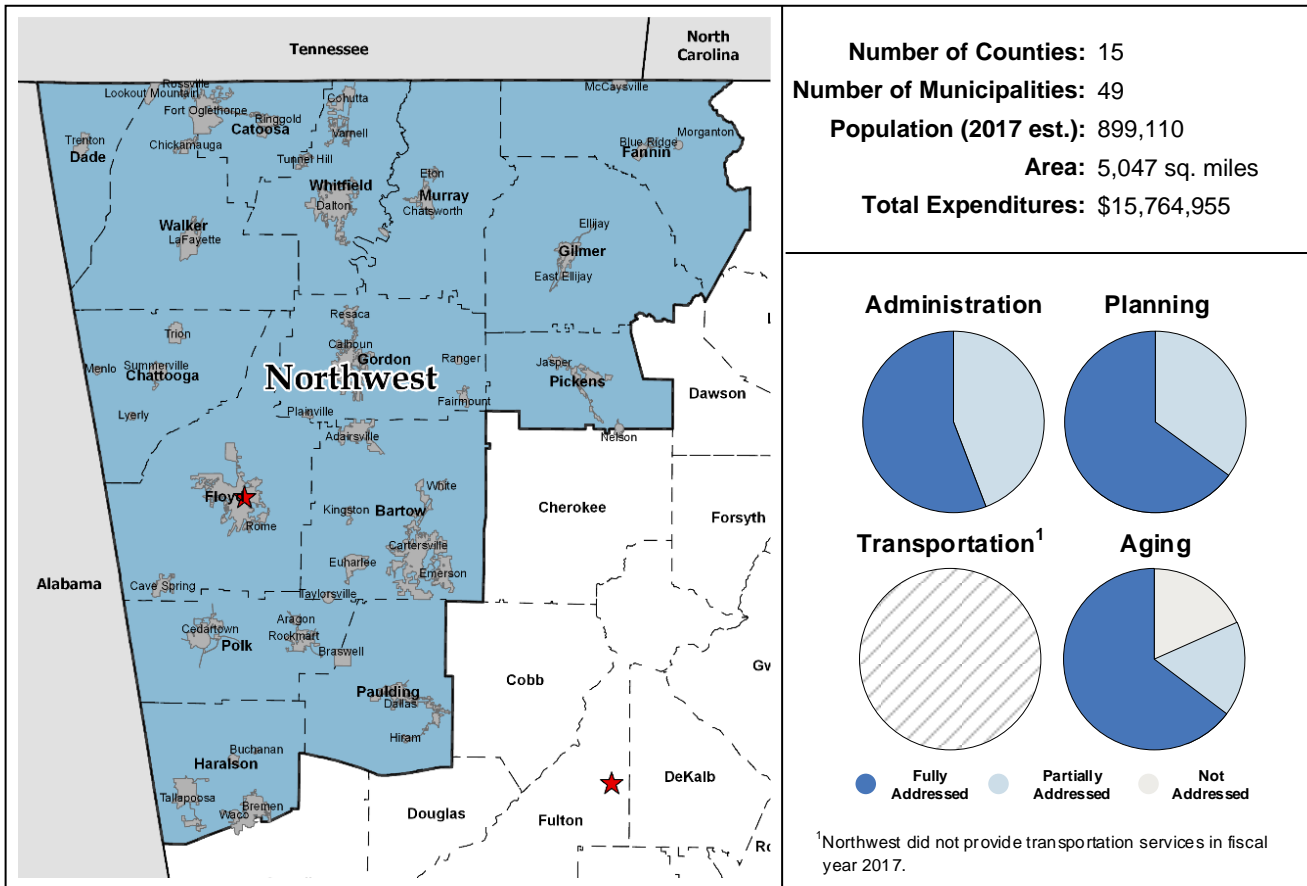 Tennessee
North
Carolina
Rossville
Lookout Mountain
Fort Oglethorpe
Ringgold
Catoosa
Chickamauga
Trenton
Dade
Cohutta
Varnell
Tunnel Hill
Whitfield
Dalton
Eton
Murray
Chatsworth
McCaysville
Morganton
Blue Ridge
Fannin
Walker
LaFayette
Ellijay
Gilmer
East Ellijay
Resaca
Calhoun
Gordon
Ranger
Fairmount
Plainville
Trion
Menlo
Summerville
Chattooga
Lyerly
Northwest
Jasper
Pickens
Nelson
Dawson
Adairsville
Floyd
Rome
White
Kingston
Bartow
Cartersville
Euharlee
Emerson
Taylorsville
Cherokee
Forsyth
Alabama
Cave Spring
Cedartown
Polk
Aragon
Rockmart
Braswell
Paulding
Dallas
Hiram
Cobb
Gw
Buchanan
Haralson
Tallapoosa
Bremen
Waco
Douglas
Fulton
DeKalb
Number of Counties: 15
Number of Municipalities: 49
Population (2017 est.): 899,110
Area: 5,047 sq. miles
Total Expenditures: $15,764,955
Administration
Planning
Transportation¹
Aging
Fully
Addressed
Partially
Addressed
Not
Addressed
¹Northwest did not provide transportation services in fiscal
year 2017.